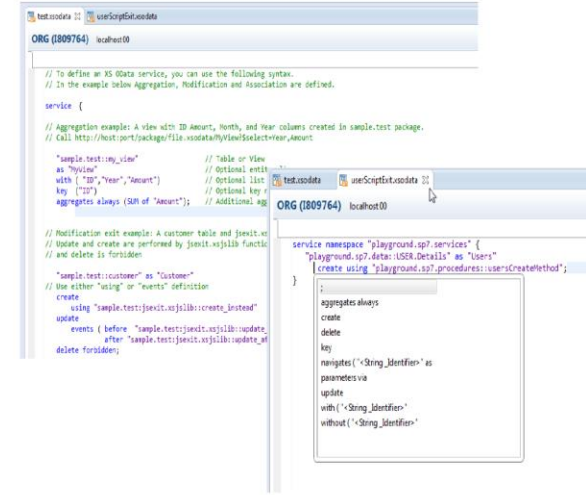 test.xsodata userScriptExit.xsodata
ORG (I809764) localhost 00
// To define an XS OData service, you can use the following syntax.
// In the example below Aggregation, Modification and Association are defined.
service {
// Aggregation example: A view with ID Amount, Month, and Year columns created in sample.test package.
// Call http://host:port/package/file.xsodata/MyView?$select=Year,Amount
"sample.test::my_view" // Table or View
as "MyView" // Optional
with ( "ID","Year","Amount") // Optional list
key ("ID") // Optional key
aggregates always (SUM of "Amount"); // Additional
// Modification exit example: A customer table and
// Update and create are performed by jsexit.xsjslib
// and delete is forbidden
"sample.test::customer" as "Customer"
// Use either "using" or "events" definition
create
using "sample.test:jsexit.xsjslib::create_instead"
update
events ( before "sample.test:jsexit.xsjslib::update_
after "sample.test:jsexit.xsjslib::update_
delete forbidden;
test.xsodata userScriptExit.xsodata
ORG (I809764) localhost 00
service namespace "playground.sp7.services" {
"playground.sp7.data::USER.Details" as "Users"
create using "playground.sp7.procedures::usersCreateMethod";
}
;
aggregates always
create
delete
key
navigates ( "<String_Identifier>" as
parameters via
update
with ( "<String_Identifier>"
without ( "<String_Identifier>"